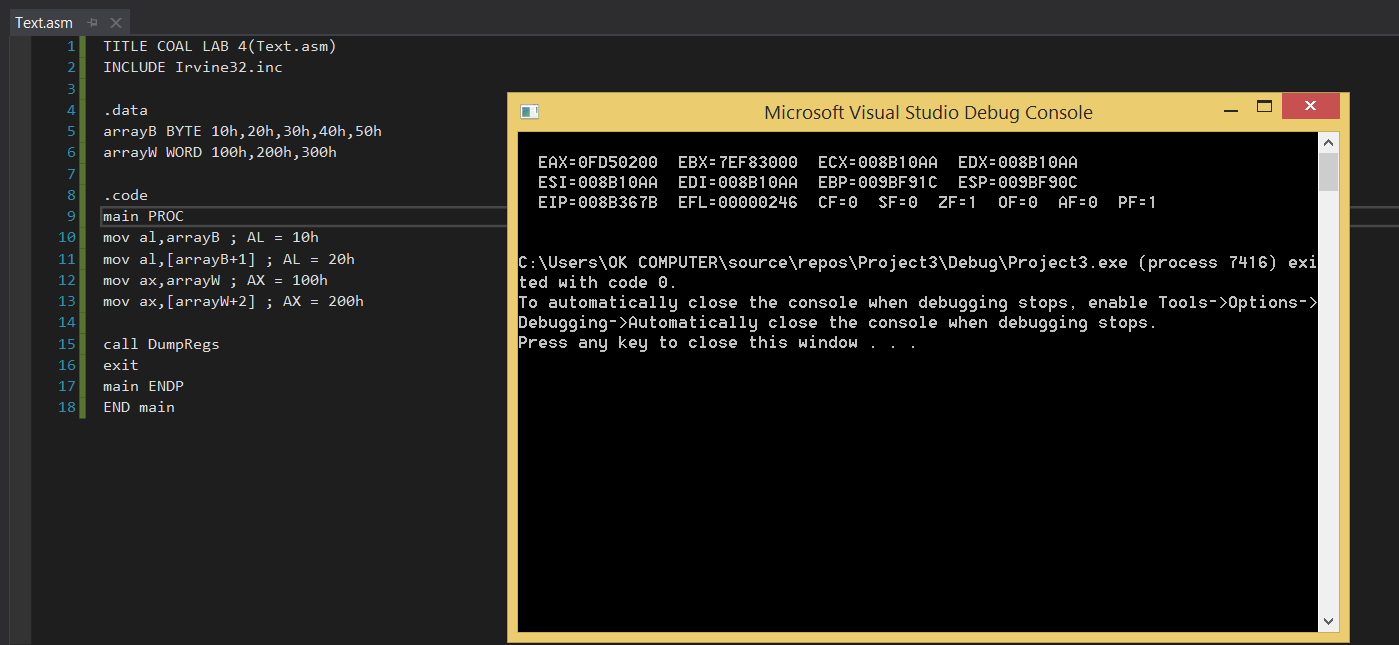 Text.asm
1 TITLE COAL LAB 4(Text.asm)
2 INCLUDE Irvine32.inc
3
4 .data
5 arrayB BYTE 10h,20h,30h,40h,50h
6 arrayW WORD 100h,200h,300h
7
8 .code
9 main PROC
10 mov al,arrayB ; AL = 10h
11 mov al,[arrayB+1] ; AL = 20h
12 mov ax,arrayW ; AX = 100h
13 mov ax,[arrayW+2] ; AX = 200h
14
15 call DumpRegs
16 exit
17 main ENDP
18 END main
Microsoft Visual Studio Debug Console
EAX=0FD50200 EBX=7EF83000 ECX=008B10AA EDX=008B10AA
ESI=008B10AA EDI=008B10AA EBP=009BF91C ESP=009BF90C
EIP=008B367B EFL=00000246 CF=0 SF=0 ZF=1 OF=0 AF=0 PF=1
C:\Users\OK COMPUTER\source\repos\Project3\Debug\Project3.exe (process 7416) exi
ted with code 0.
To automatically close the console when debugging stops, enable Tools->Options->
Debugging->Automatically close the console when debugging stops.
Press any key to close this window . . .